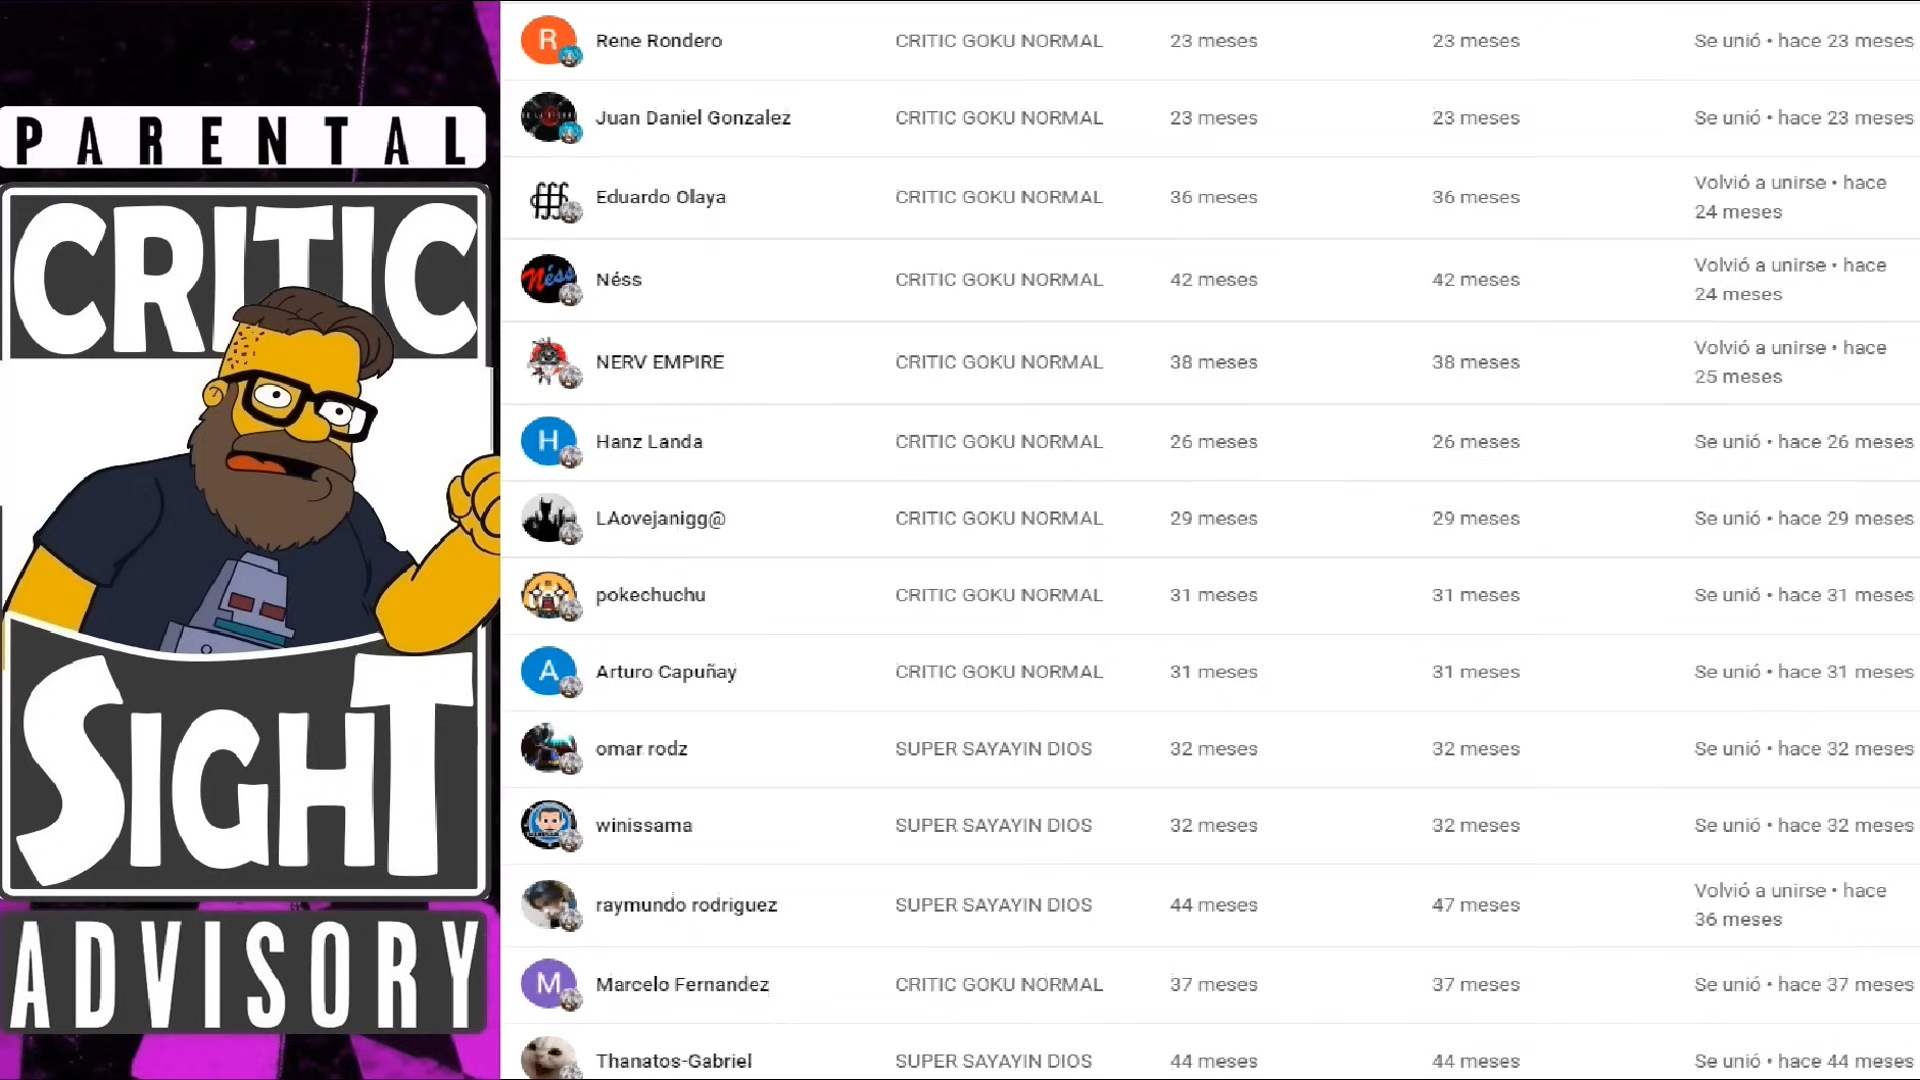 PARENTAL
CRITIC
SIGHT
ADVISORY
R Rene Rondero CRITIC GOKU NORMAL 23 meses 23 meses Se unió • hace 23 meses
Juan Daniel Gonzalez CRITIC GOKU NORMAL 23 meses 23 meses Se unió • hace 23 meses
Eduardo Olaya CRITIC GOKU NORMAL 36 meses 36 meses Volvió a unirse • hace
24 meses
Néss Néss CRITIC GOKU NORMAL 42 meses 42 meses Volvió a unirse • hace
24 meses
NERV EMPIRE CRITIC GOKU NORMAL 38 meses 38 meses Volvió a unirse • hace
25 meses
H Hanz Landa CRITIC GOKU NORMAL 26 meses 26 meses Se unió • hace 26 meses
LAovejanigg@ CRITIC GOKU NORMAL 29 meses 29 meses Se unió • hace 29 meses
pokechuchu CRITIC GOKU NORMAL 31 meses 31 meses Se unió • hace 31 meses
A Arturo Capuñay CRITIC GOKU NORMAL 31 meses 31 meses Se unió • hace 31 meses
omar rodz SUPER SAYAYIN DIOS 32 meses 32 meses Se unió • hace 32 meses
winissama SUPER SAYAYIN DIOS 32 meses 32 meses Se unió • hace 32 meses
raymundo rodriguez SUPER SAYAYIN DIOS 44 meses 47 meses Volvió a unirse • hace
36 meses
M Marcelo Fernandez CRITIC GOKU NORMAL 37 meses 37 meses Se unió • hace 37 meses
Thanatos-Gabriel SUPER SAYAYIN DIOS 44 meses 44 meses Se unió • hace 44 meses